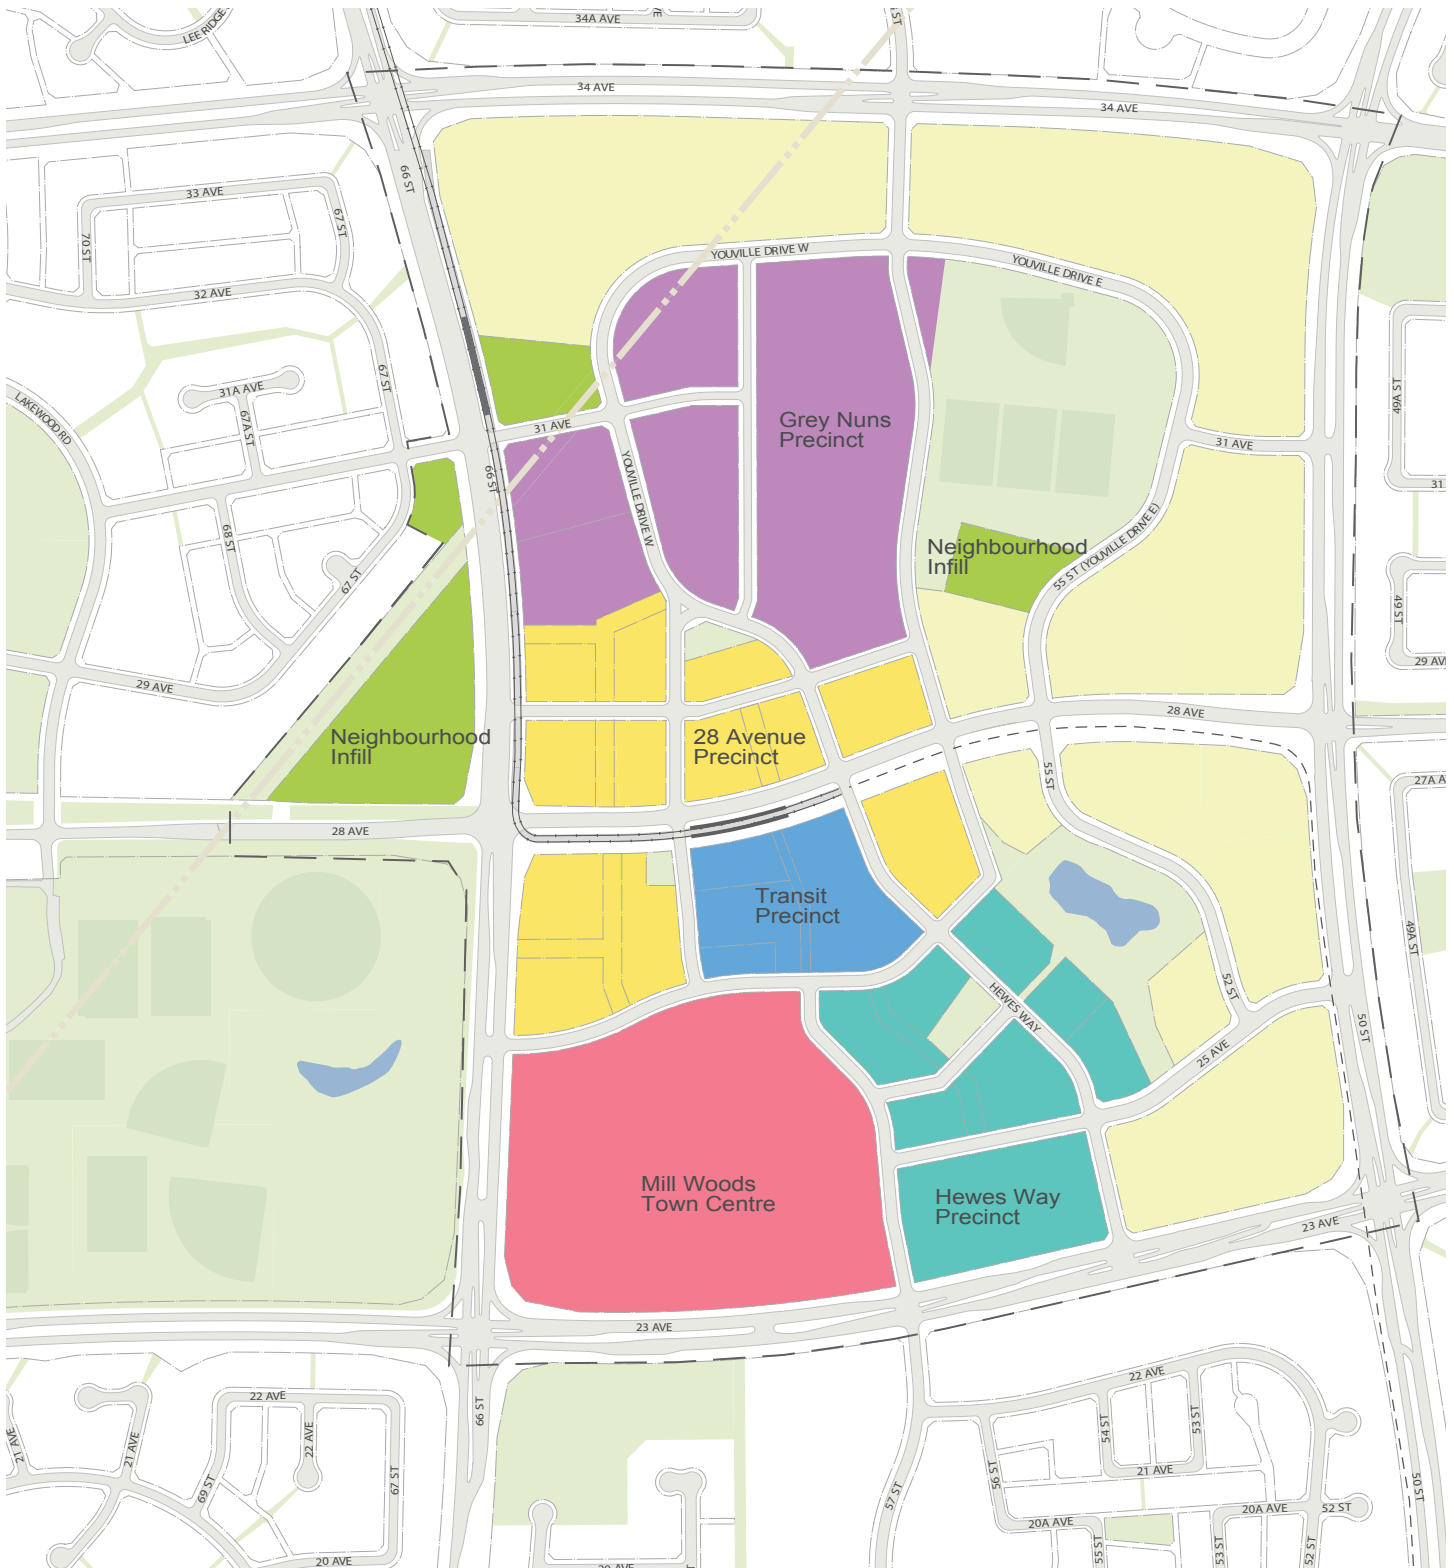 34A AVE
LEE RIDGE
34 AVE
34 AVE
66 ST
33 AVE
67 ST
70 ST
YOUVILLE DRIVE W
YOUVILLE DRIVE E
32 AVE
67 ST
31A AVE
67A ST
LAKEWOOD RD
49A ST
Grey Nuns
Precinct
31 AVE
31 AVE
66 ST
YOUVILLE DRIVE W
31
68 ST
Neighbourhood
Infill
55 ST (YOUVILLE DRIVE E)
67 ST
49 ST
29 AVE
29 AV
28 AVE
Neighbourhood
Infill
28 Avenue
Precinct
55 ST
27A A
28 AVE
Transit
Precinct
49A ST
52 ST
HEWES WAY
50 ST
25 AVE
Mill Woods
Town Centre
Hewes Way
Precinct
23 AVE
23 AVE
22 AVE
22 AVE
66 ST
53 ST
54 ST
21 AVE
21 AVE
22 AVE
67 ST
69 ST
56 ST
21 AVE
50 ST
57 ST
20A AVE
20A AVE
52 ST
20 AVE
55 ST
53 ST
52 ST